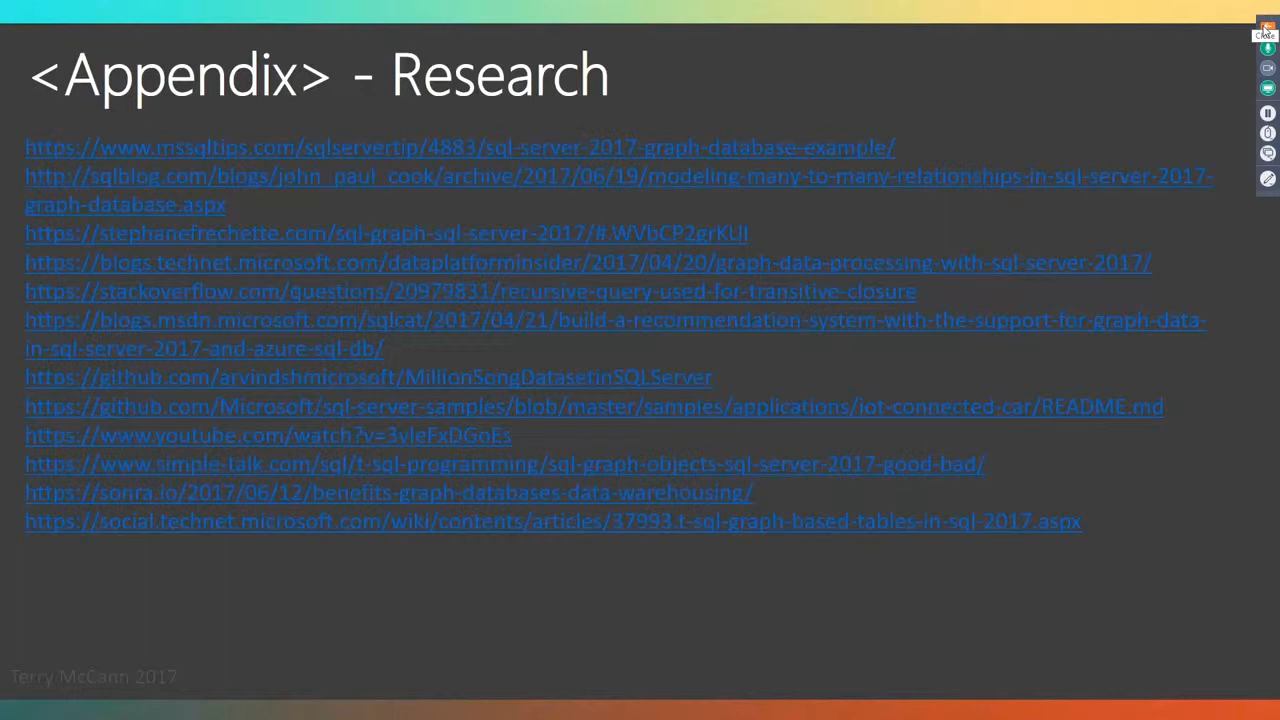 <Appendix> - Research
https://www.mssqltips.com/sqlservertip/4883/sql-server-2017-graph-database-example/
http://sqlblog.com/blogs/john_paul_cook/archive/2017/06/19/modeling-many-to-many-relationships-in-sql-server-2017-
graph-database.aspx
https://stephanefrechette.com/sql-graph-sql-server-2017/#.WVbCP2grKUI
https://blogs.technet.microsoft.com/dataplatforminsider/2017/04/20/graph-data-processing-with-sql-server-2017/
https://stackoverflow.com/questions/20979831/recursive-query-used-for-transitive-closure
https://blogs.msdn.microsoft.com/sqlcat/2017/04/21/build-a-recommendation-system-with-the-support-for-graph-data-
in-sql-server-2017-and-azure-sql-db/
https://github.com/arvindshmicrosoft/MillionSongDatasetinSQLServer
https://github.com/Microsoft/sql-server-samples/blob/master/samples/applications/iot-connected-car/README.md
https://www.youtube.com/watch?v=3vleFxDGoEs
https://www.simple-talk.com/sql/t-sql-programming/sql-graph-objects-sql-server-2017-good-bad/
https://sonra.io/2017/06/12/benefits-graph-databases-data-warehousing/
https://social.technet.microsoft.com/wiki/contents/articles/37993.t-sql-graph-based-tables-in-sql-2017.aspx
Terry McCann 2017
Close